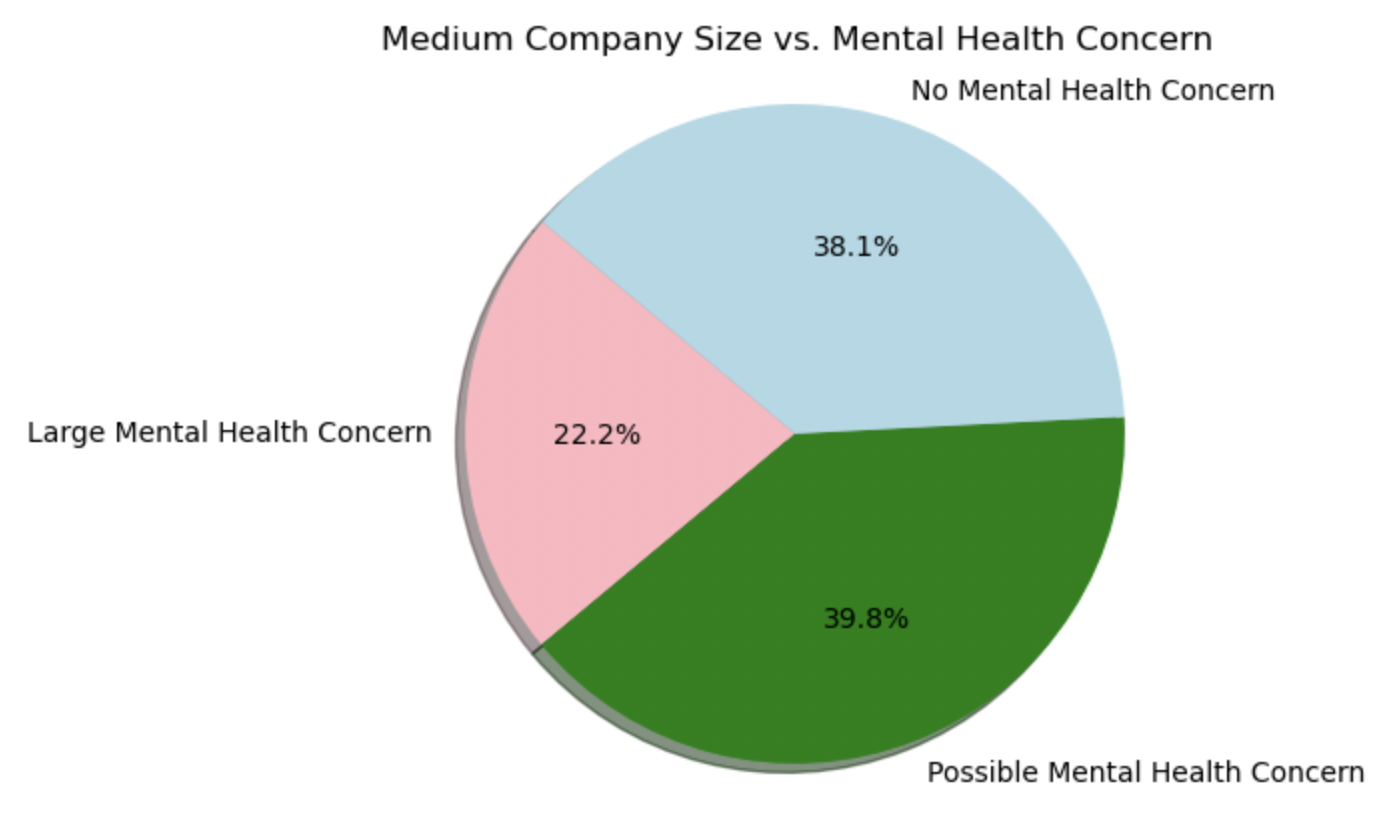 Medium Company Size vs. Mental Health Concern
No Mental Health Concern
38.1%
Large Mental Health Concern
22.2%
39.8%
Possible Mental Health Concern